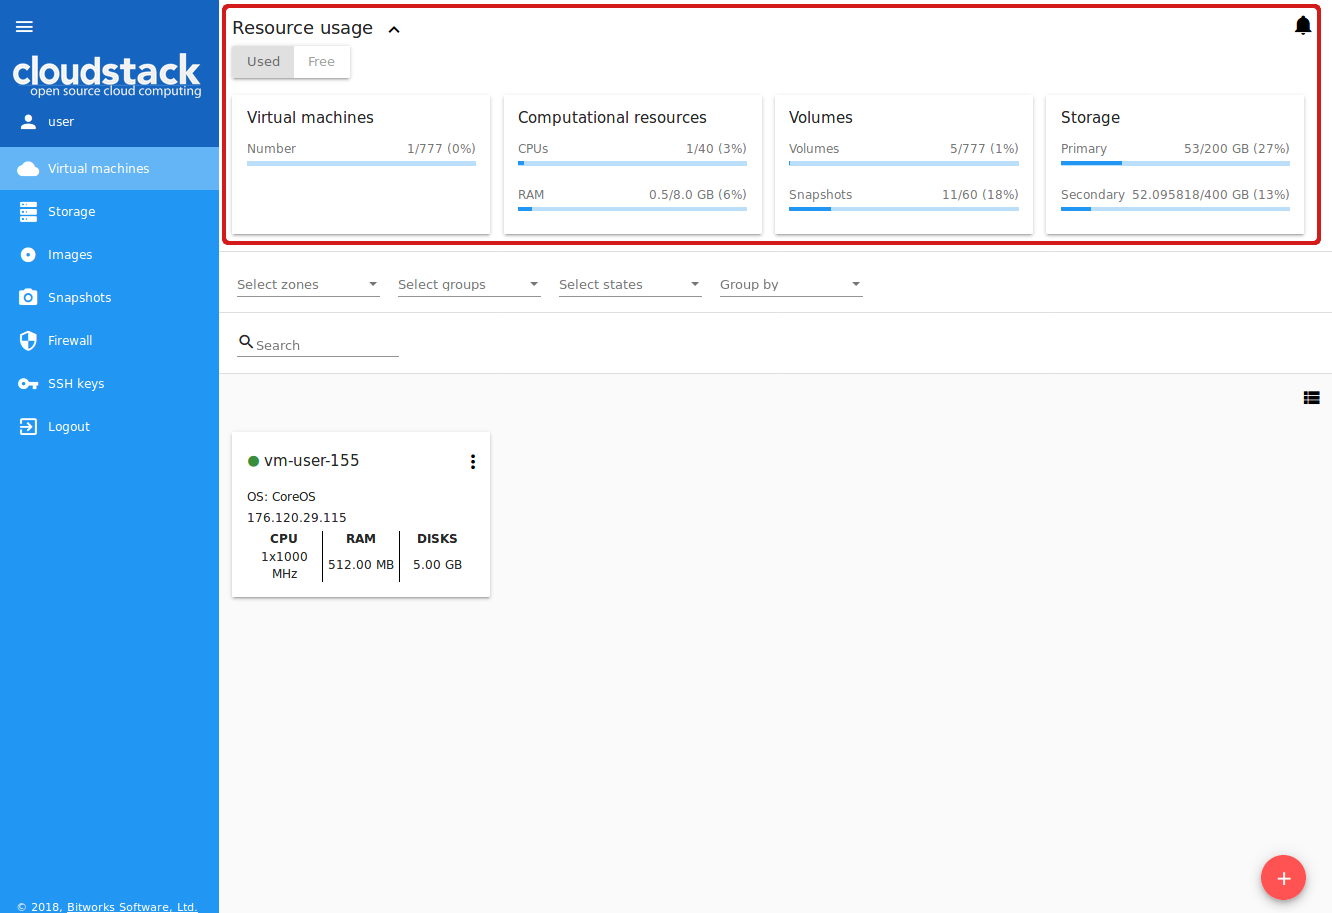 cloudstack
open source cloud computing
user
Virtual machines
Storage
Images
Snapshots
Firewall
SSH keys
Logout
© 2018, Bitworks Software, Ltd.
Resource usage
Used Free
Virtual machines
Number 1/777 (0%)
Computational resources
CPUs 1/40 (3%)
RAM 0.5/8.0 GB (6%)
Volumes
Volumes 5/777 (1%)
Snapshots 11/60 (18%)
Storage
Primary 53/200 GB (27%)
Secondary 52.095818/400 GB (13%)
Select zones Select groups Select states Group by
Search
vm-user-155
OS: CoreOS
176.120.29.115
CPU RAM DISKS
1x1000
MHz
512.00 MB
5.00 GB